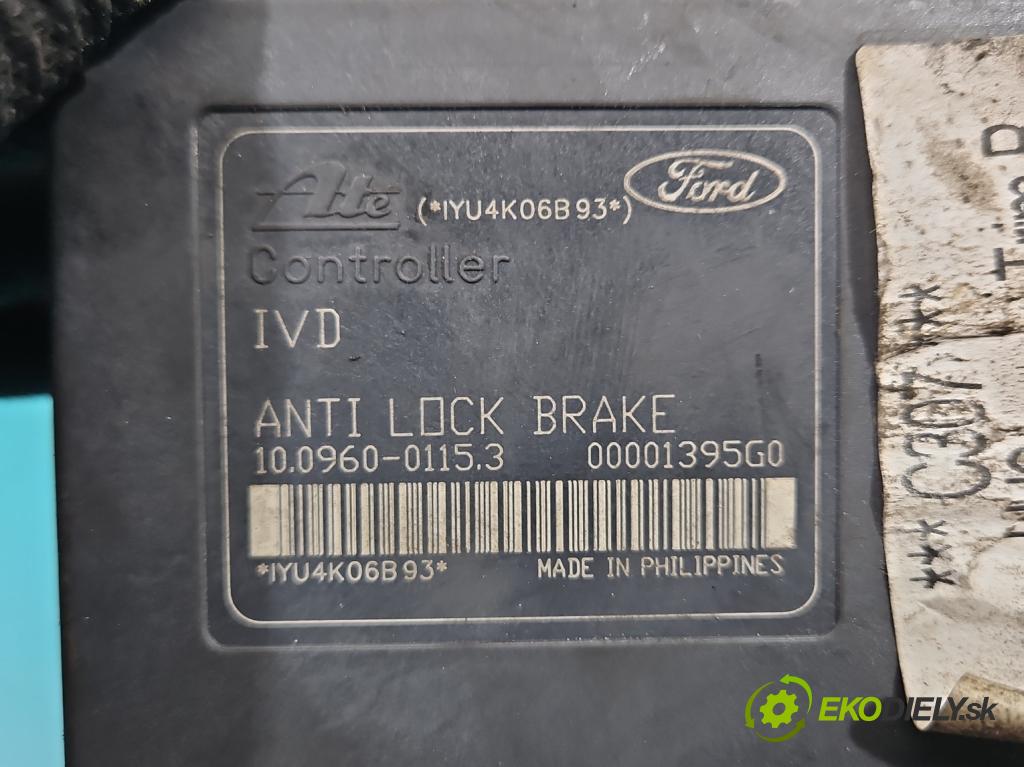 Ate
(*IYU4K06B93*)
Ford
Controller
IVD
ANTI LOCK BRAKE
10.0960-0115.3 00001395G0
*IYU4K06B93* MADE IN PHILIPPINES
*** C307 ***
EKODIELY.sk